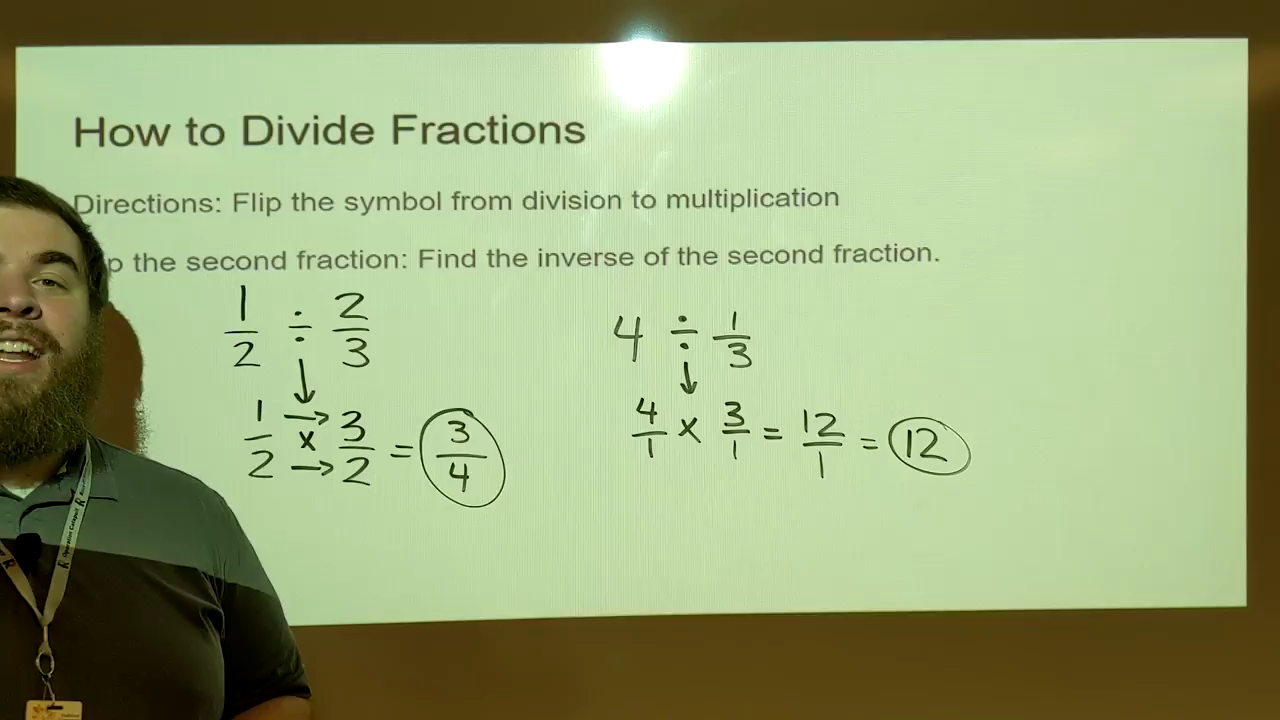 How to Divide Fractions
Directions: Flip the symbol from division to multiplication
the second fraction: Find the inverse of the second fraction.
1/2 ÷ 2/3
↓
1/2 → × → 3/2 = 3/4
4 ÷ 1/3
↓
4/1 × 3/1 = 12/1 = 12